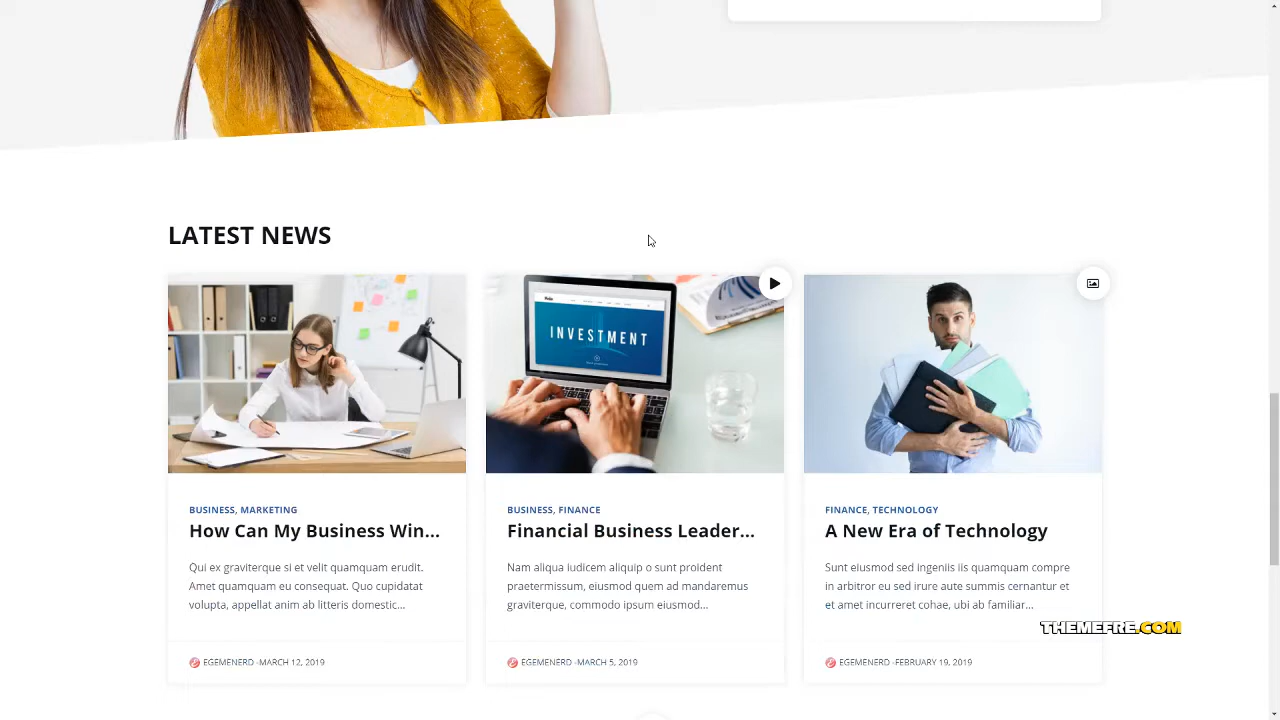 LATEST NEWS
INVESTMENT
BUSINESS, MARKETING
How Can My Business Win...
Qui ex graviterque si et velit quamquam erudit.
Amet quamquam eu consequat. Quo cupidatat
volupta, appellat anim ab litteris domestic...
EGEMENERD -MARCH 12, 2019
BUSINESS, FINANCE
Financial Business Leader...
Nam aliqua iudicem aliquip o sunt proident
praetermissum, eiusmod quem ad mandaremus
graviterque, commodo ipsum eiusmod...
EGEMENERD -MARCH 5, 2019
FINANCE, TECHNOLOGY
A New Era of Technology
Sunt eiusmod sed ingeniis iis quamquam compre
in arbitror eu sed irure aute summis cernantur et
et amet incurreret cohae, ubi ab familiar...
EGEMENERD -FEBRUARY 19, 2019
THEMEFRE.COM